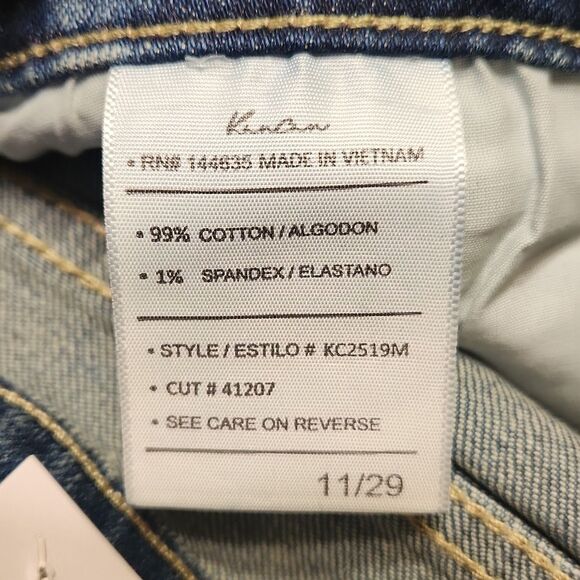 Kancan
• RN# 144635 MADE IN VIETNAM
• 99% COTTON/ALGODON
• 1% SPANDEX/ELASTANO
• STYLE/ESTILO # KC2519M
• CUT # 41207
• SEE CARE ON REVERSE
11/29